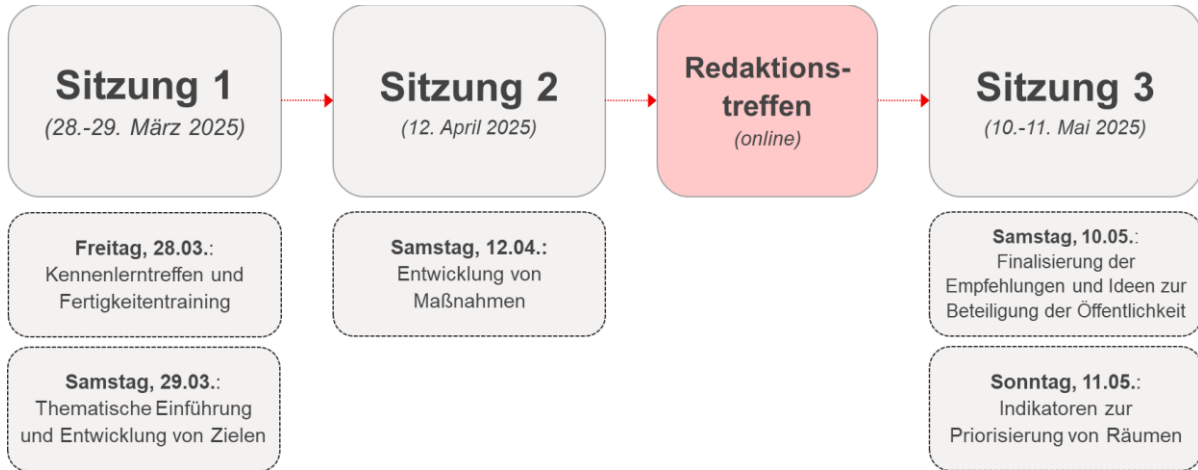 Sitzung 1
(28.-29. März 2025)
Sitzung 2
(12. April 2025)
Redaktions-
treffen
(online)
Sitzung 3
(10.-11. Mai 2025)
Freitag, 28.03.:
Kennenlerntreffen und
Fertigkeitentraining
Samstag, 29.03.:
Thematische Einführung
und Entwicklung von Zielen
Samstag, 12.04.:
Entwicklung von
Maßnahmen
Samstag, 10.05.:
Finalisierung der
Empfehlungen und Ideen zur
Beteiligung der Öffentlichkeit
Sonntag, 11.05.:
Indikatoren zur
Priorisierung von Räumen